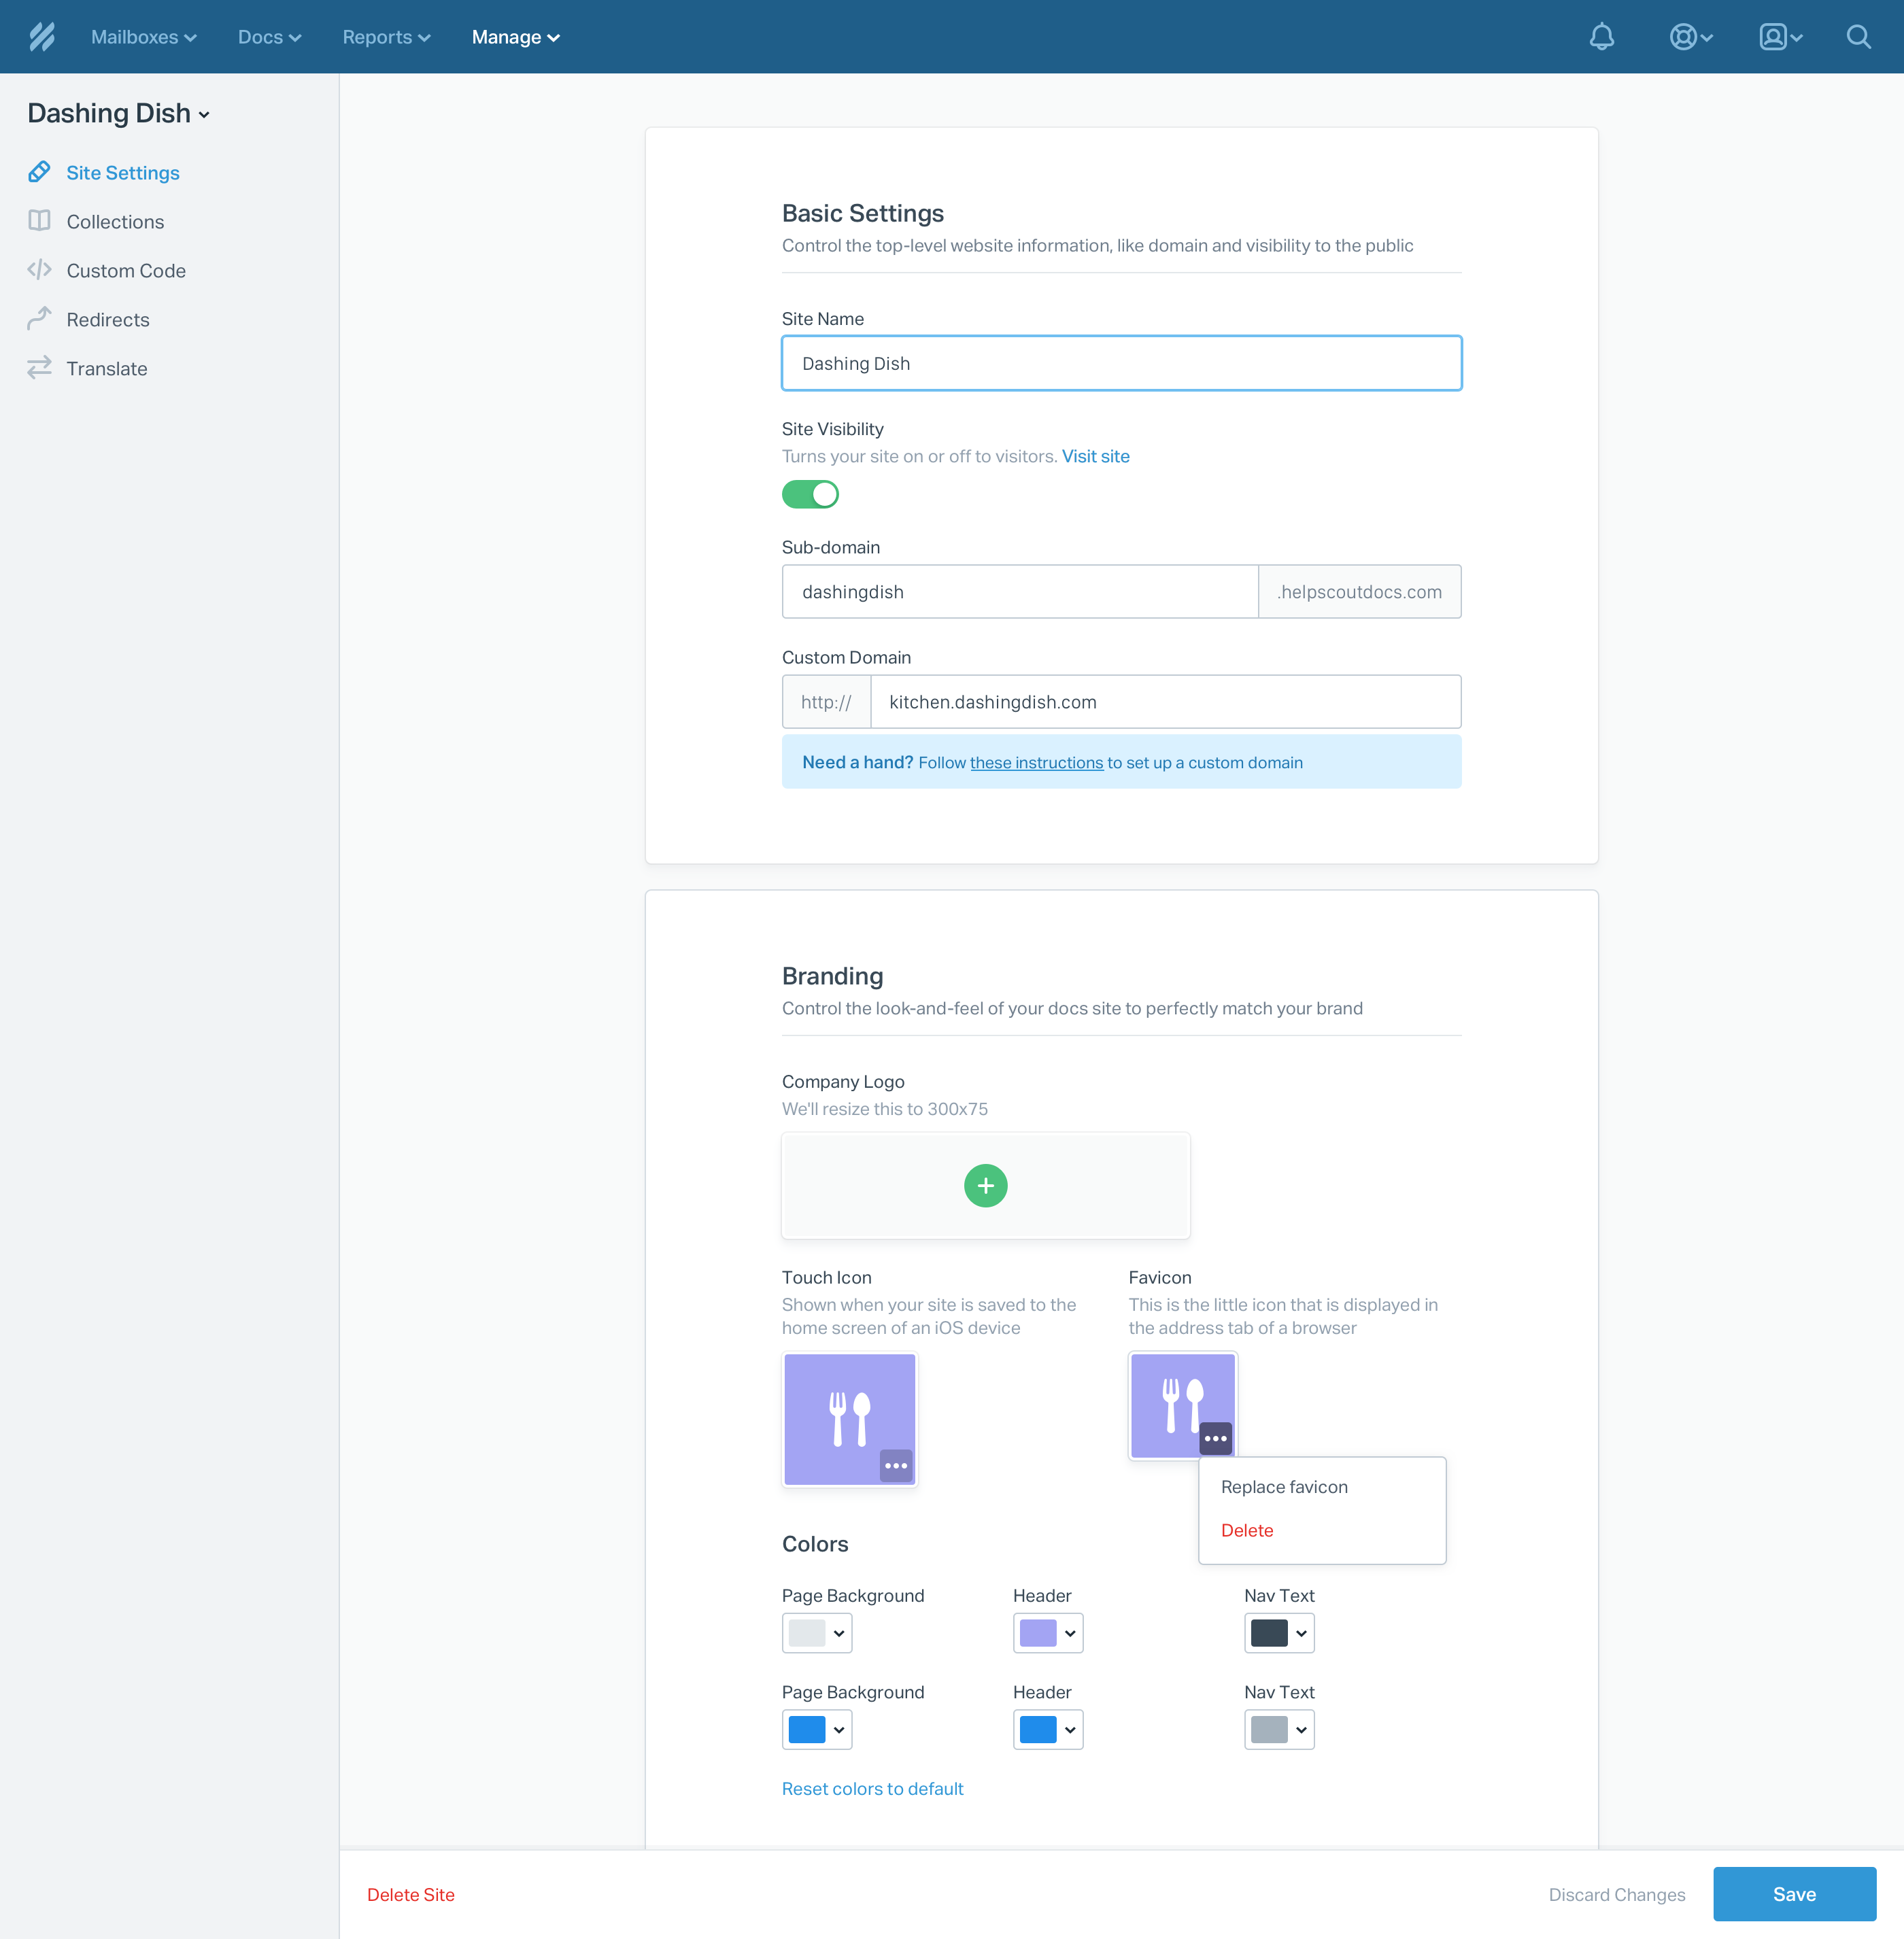 Mailboxes Docs Reports Manage
Dashing Dish
Site Settings
Collections
Custom Code
Redirects
Translate
Basic Settings
Control the top-level website information, like domain and visibility to the public
Site Name
Dashing Dish
Site Visibility
Turns your site on or off to visitors. Visit site
Sub-domain
dashingdish .helpscoutdocs.com
Custom Domain
http:// kitchen.dashingdish.com
Need a hand? Follow these instructions to set up a custom domain
Branding
Control the look-and-feel of your docs site to perfectly match your brand
Company Logo
We'll resize this to 300x75
Touch Icon
Shown when your site is saved to the
home screen of an iOS device
Favicon
This is the little icon that is displayed in
the address tab of a browser
Replace favicon
Delete
Colors
Page Background Header Nav Text
Page Background Header Nav Text
Reset colors to default
Delete Site Discard Changes Save